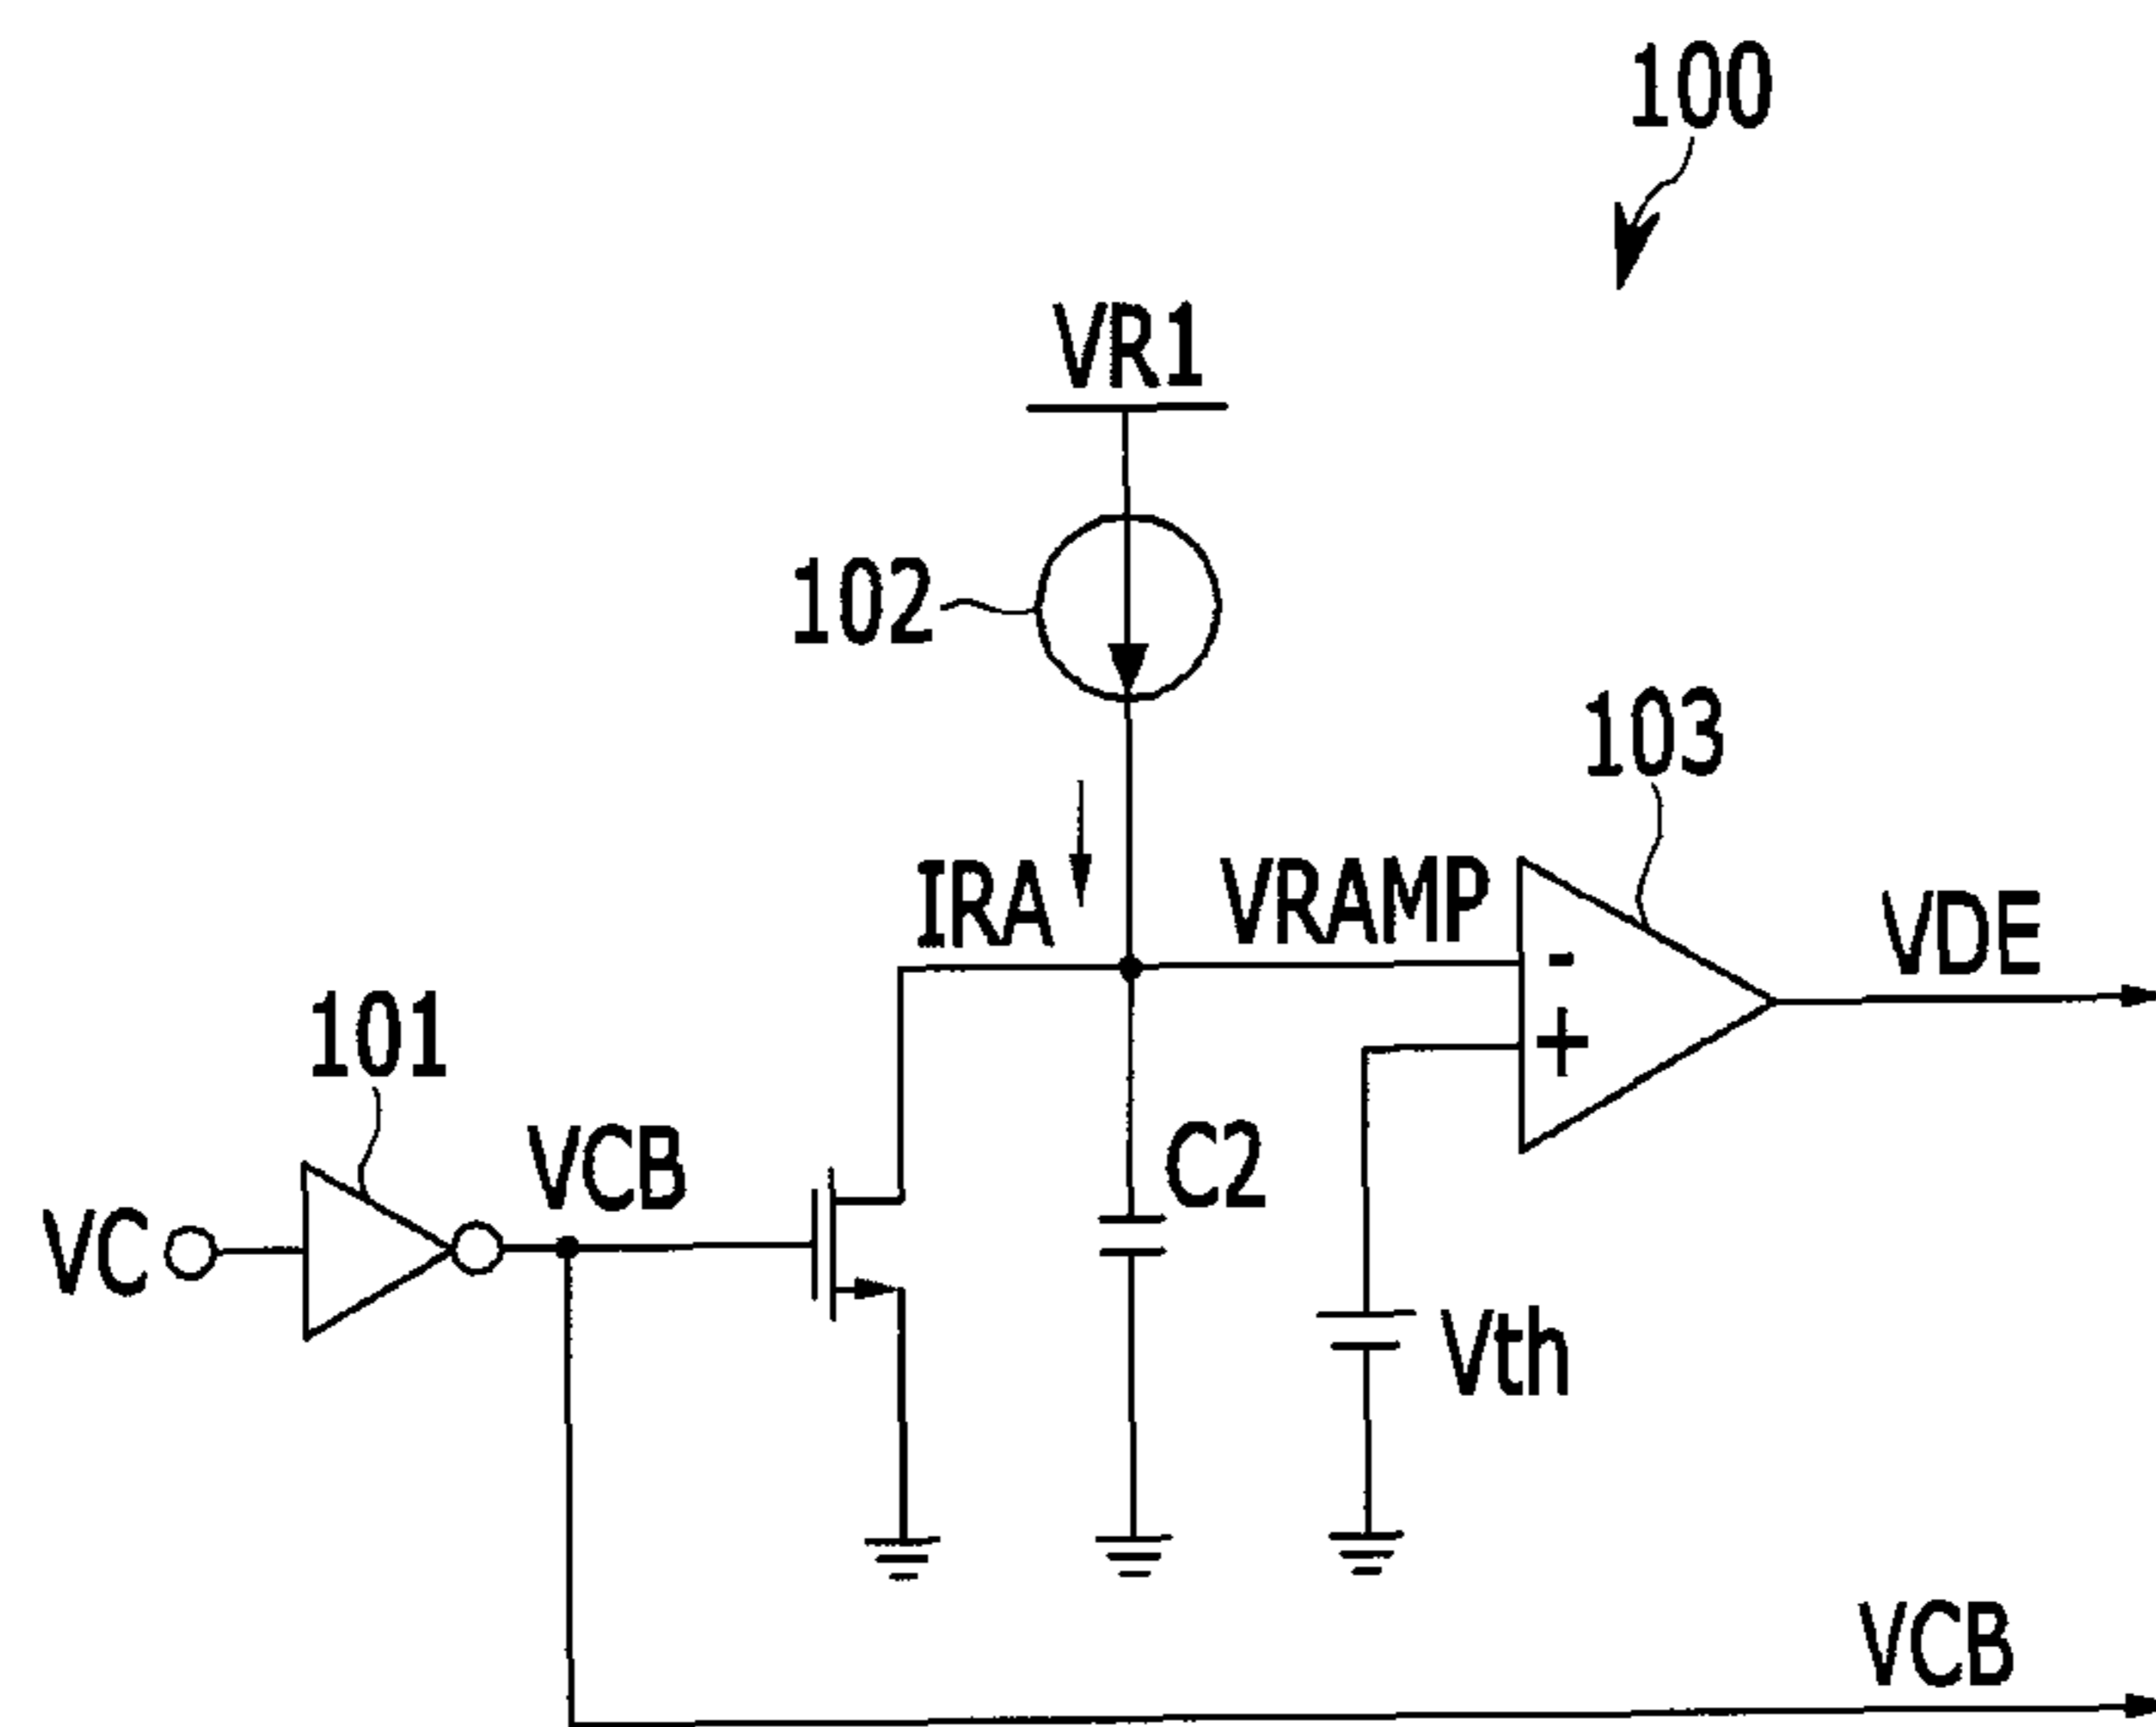 100
VR1
102
103
IRA
VRAMP
VDE
-
+
101
VCB
VC
C2
Vth
VCB